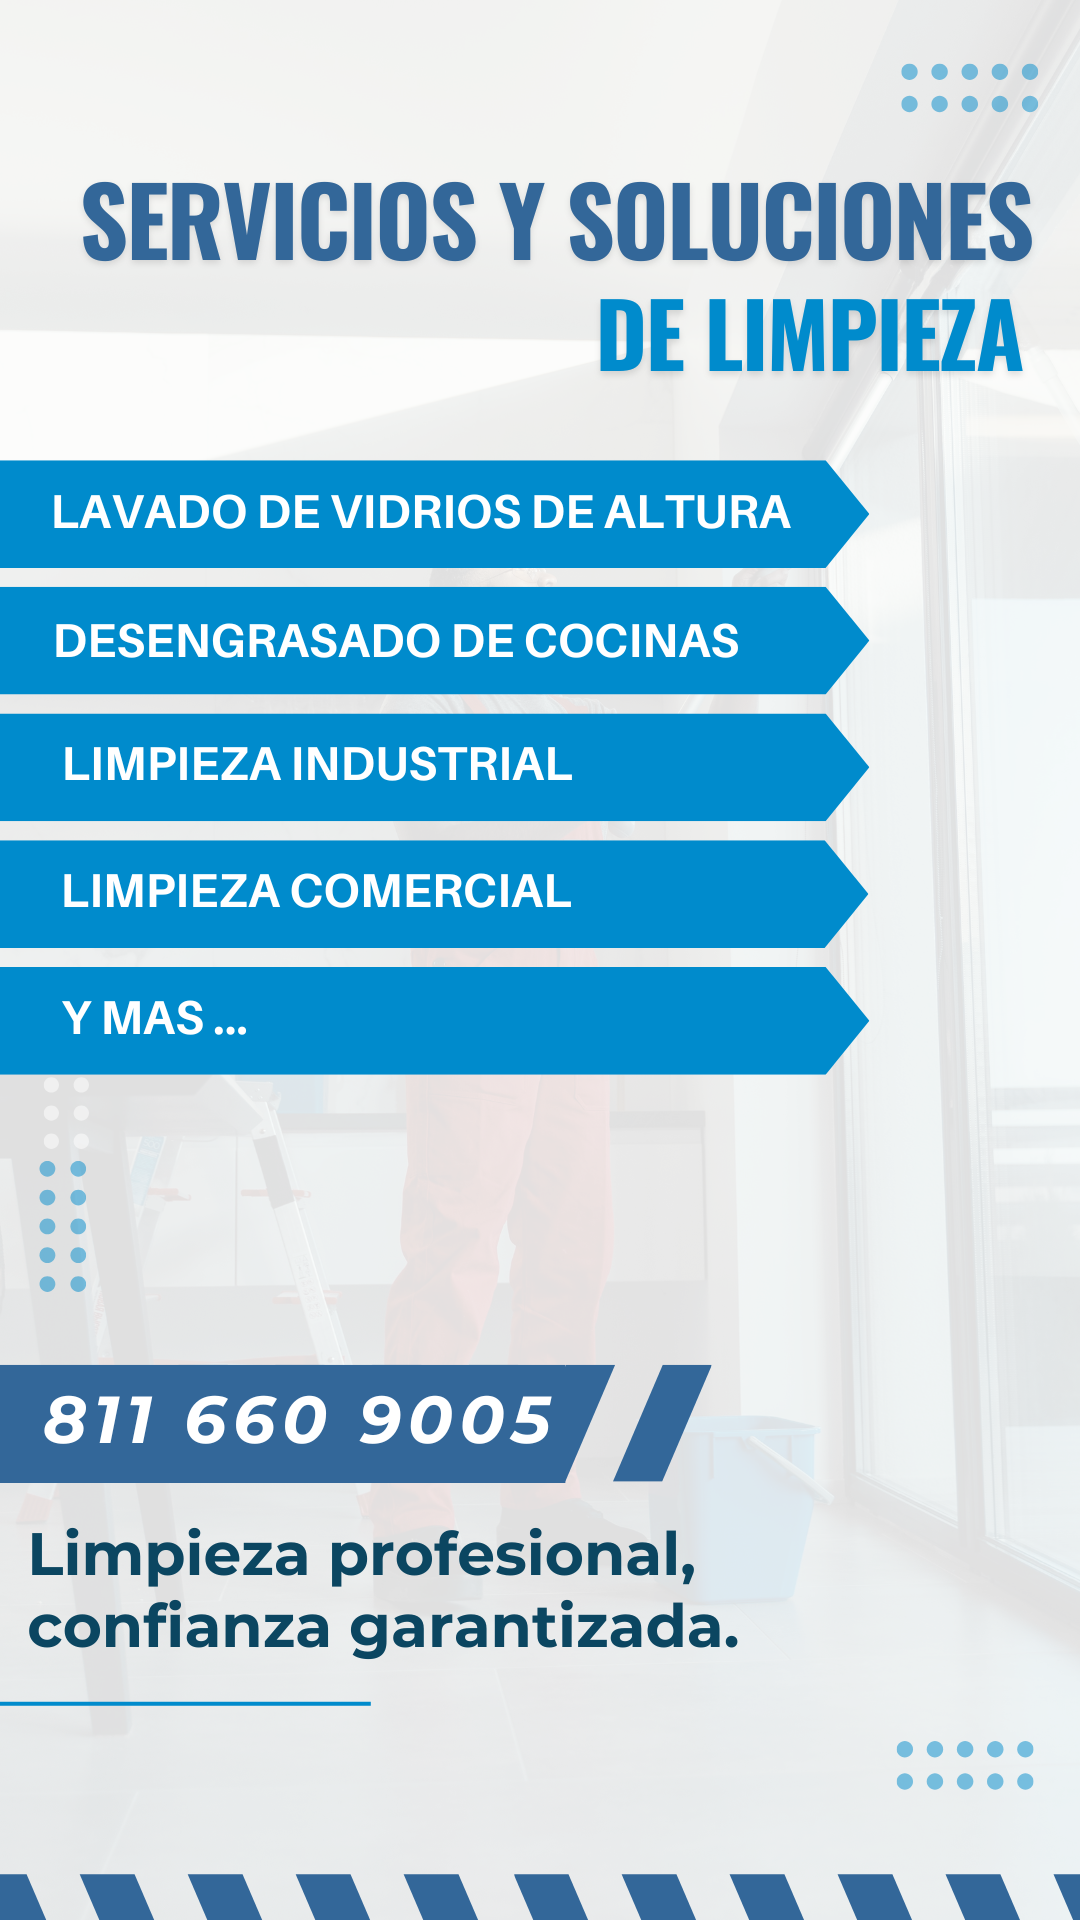 SERVICIOS Y SOLUCIONES
DE LIMPIEZA
LAVADO DE VIDRIOS DE ALTURA
DESENGRASADO DE COCINAS
LIMPIEZA INDUSTRIAL
LIMPIEZA COMERCIAL
Y MAS ...
811 660 9005
Limpieza profesional,
confianza garantizada.